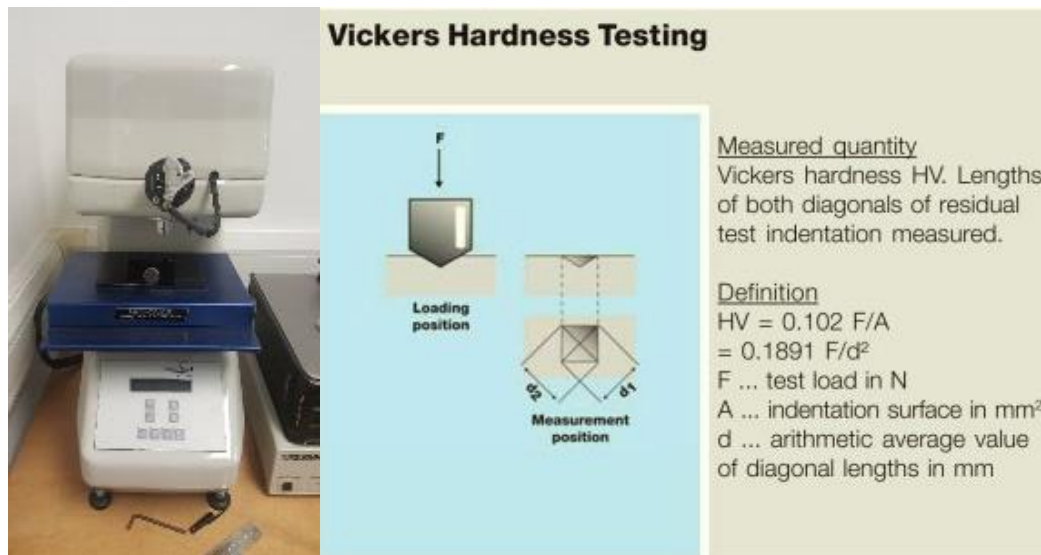 Vickers Hardness Testing
F
Loading
position
d2
d1
Measurement
position
Measured quantity
Vickers hardness HV. Lengths
of both diagonals of residual
test indentation measured.
Definition
HV = 0.102 F/A
= 0.1891 F/d²
F ... test load in N
A ... indentation surface in mm²
d ... arithmetic average value
of diagonal lengths in mm